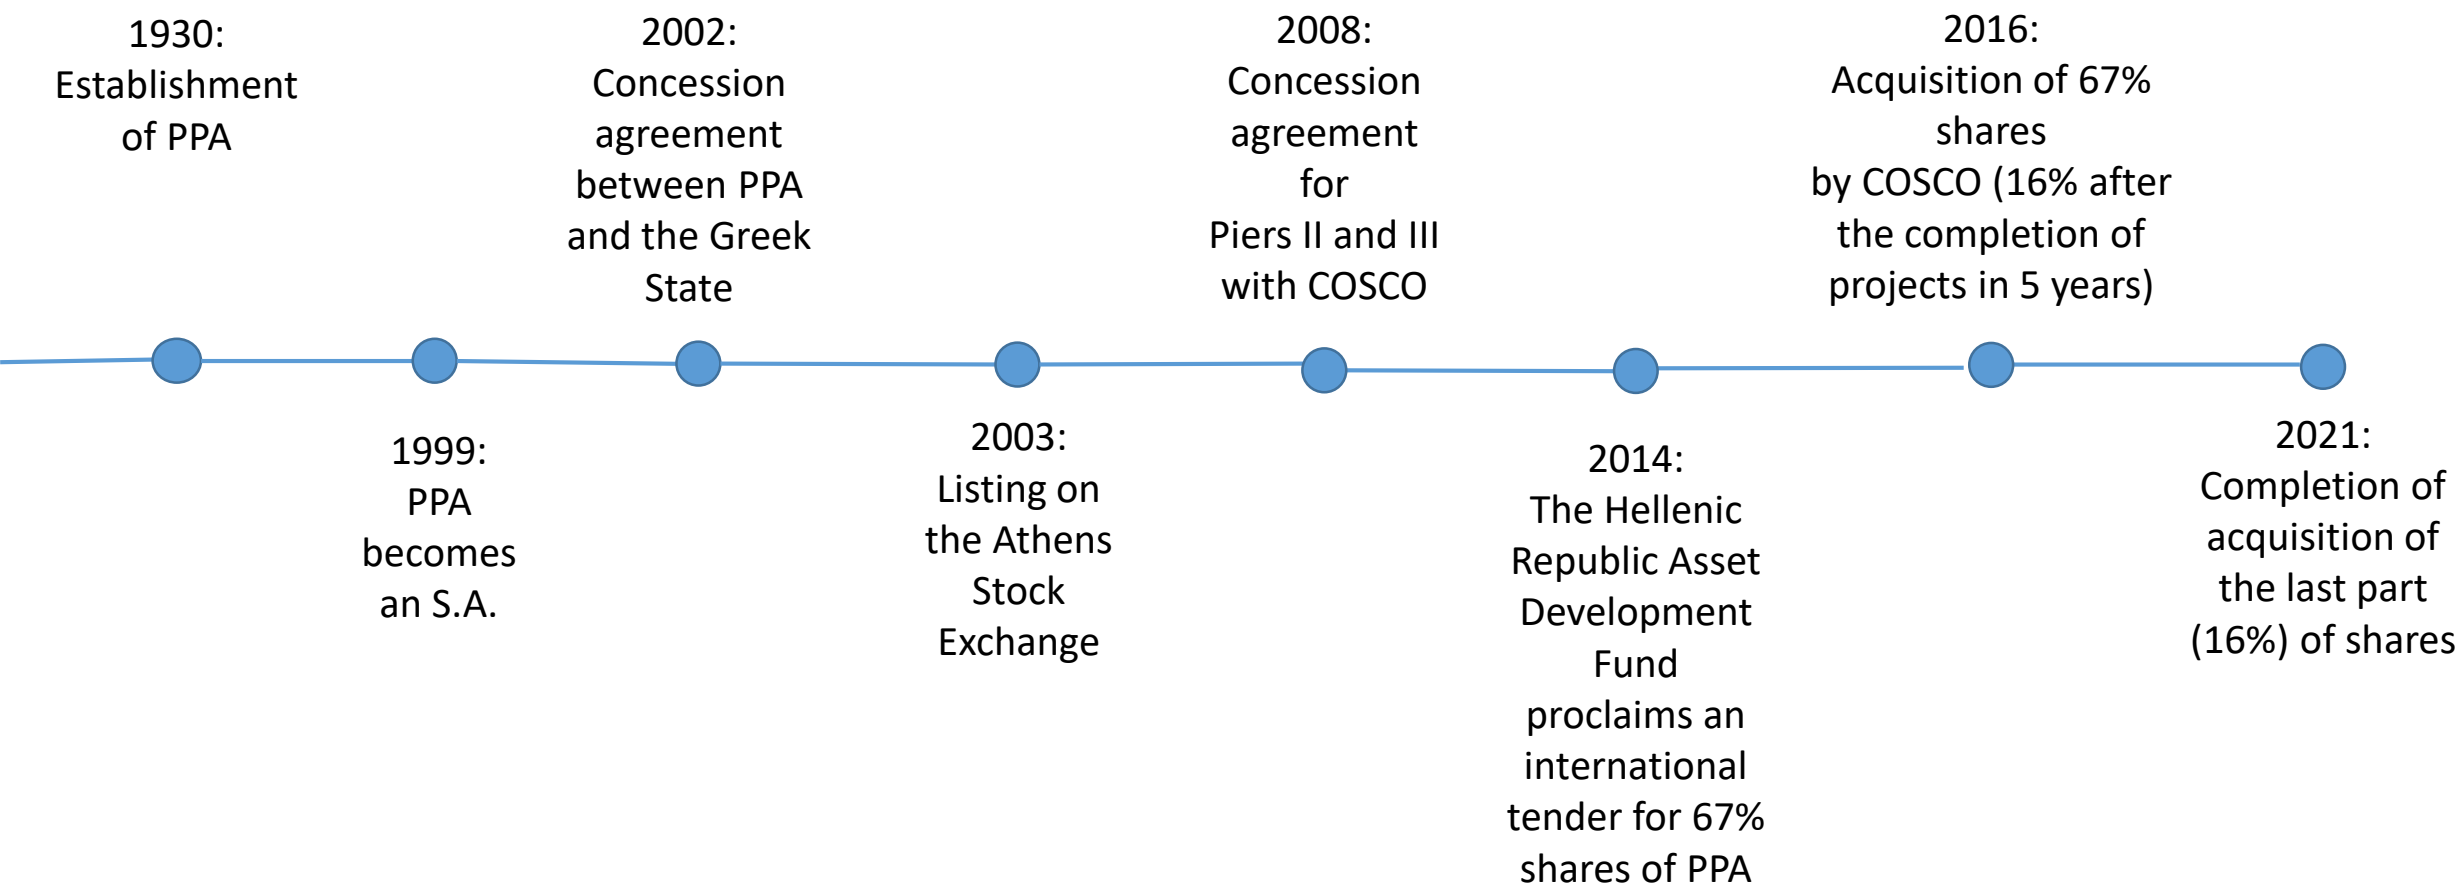 1930:
Establishment
of PPA
1999:
PPA
becomes
an S.A.
2002:
Concession
agreement
between PPA
and the Greek
State
2003:
Listing on
the Athens
Stock
Exchange
2008:
Concession
agreement
for
Piers II and III
with COSCO
2014:
The Hellenic
Republic Asset
Development
Fund
proclaims an
international
tender for 67%
shares of PPA
2016:
Acquisition of 67%
shares
by COSCO (16% after
the completion of
projects in 5 years)
2021:
Completion of
acquisition of
the last part
(16%) of shares